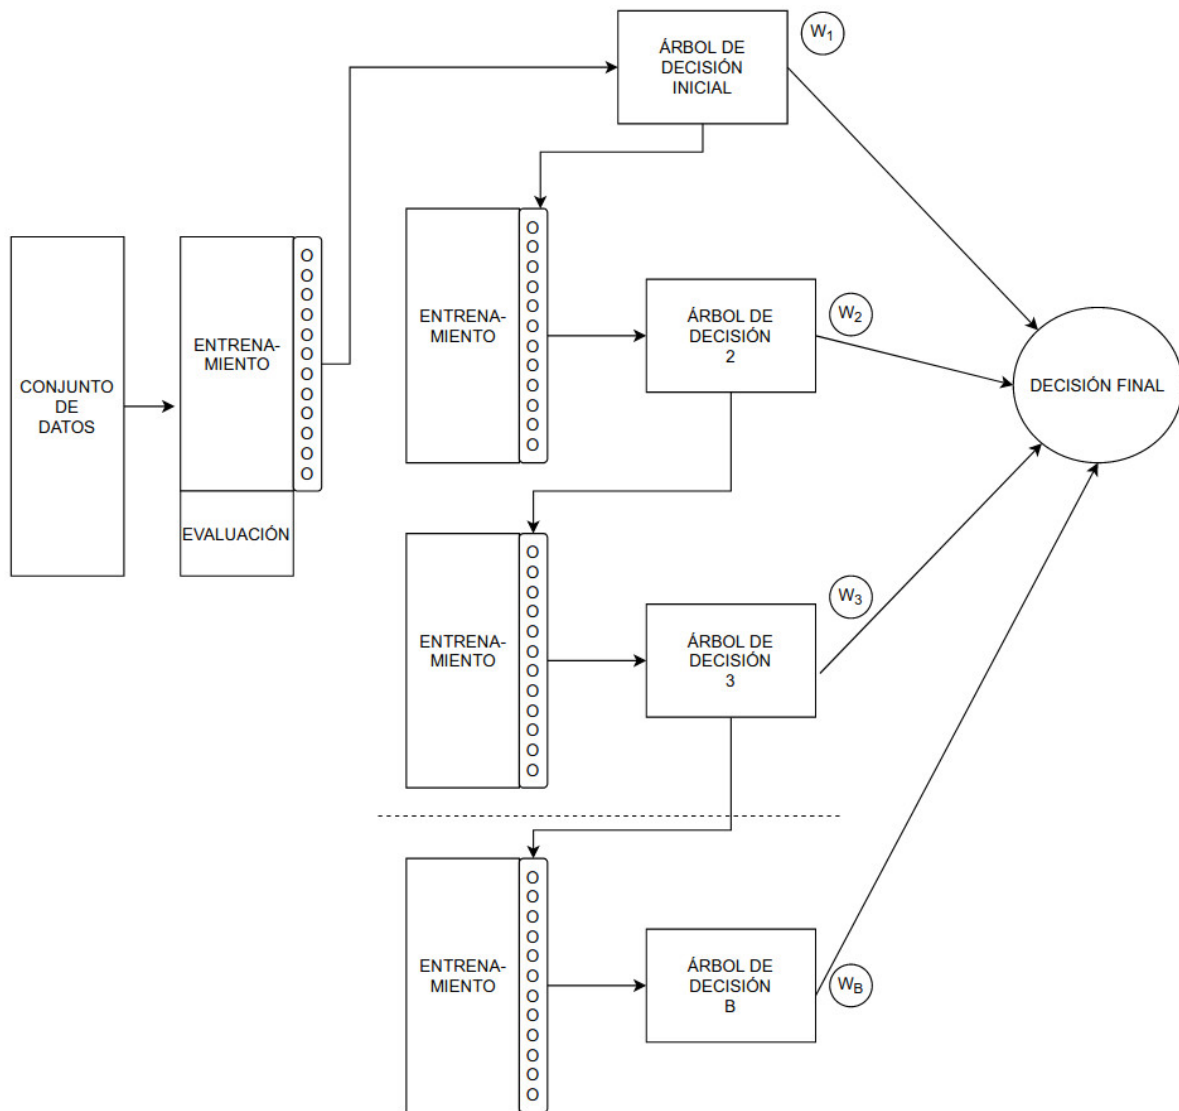 ÁRBOL DE
DECISIÓN
INICIAL
W1
CONJUNTO
DE
DATOS
ENTRENA-
MIENTO
O
O
O
O
O
O
O
O
O
O
O
O
EVALUACIÓN
ENTRENA-
MIENTO
O
O
O
O
O
O
O
O
O
O
O
O
ÁRBOL DE
DECISIÓN
2
W2
DECISIÓN FINAL
ENTRENA-
MIENTO
O
O
O
O
O
O
O
O
O
O
O
O
ÁRBOL DE
DECISIÓN
3
W3
ENTRENA-
MIENTO
O
O
O
O
O
O
O
O
O
O
O
O
ÁRBOL DE
DECISIÓN
B
WB